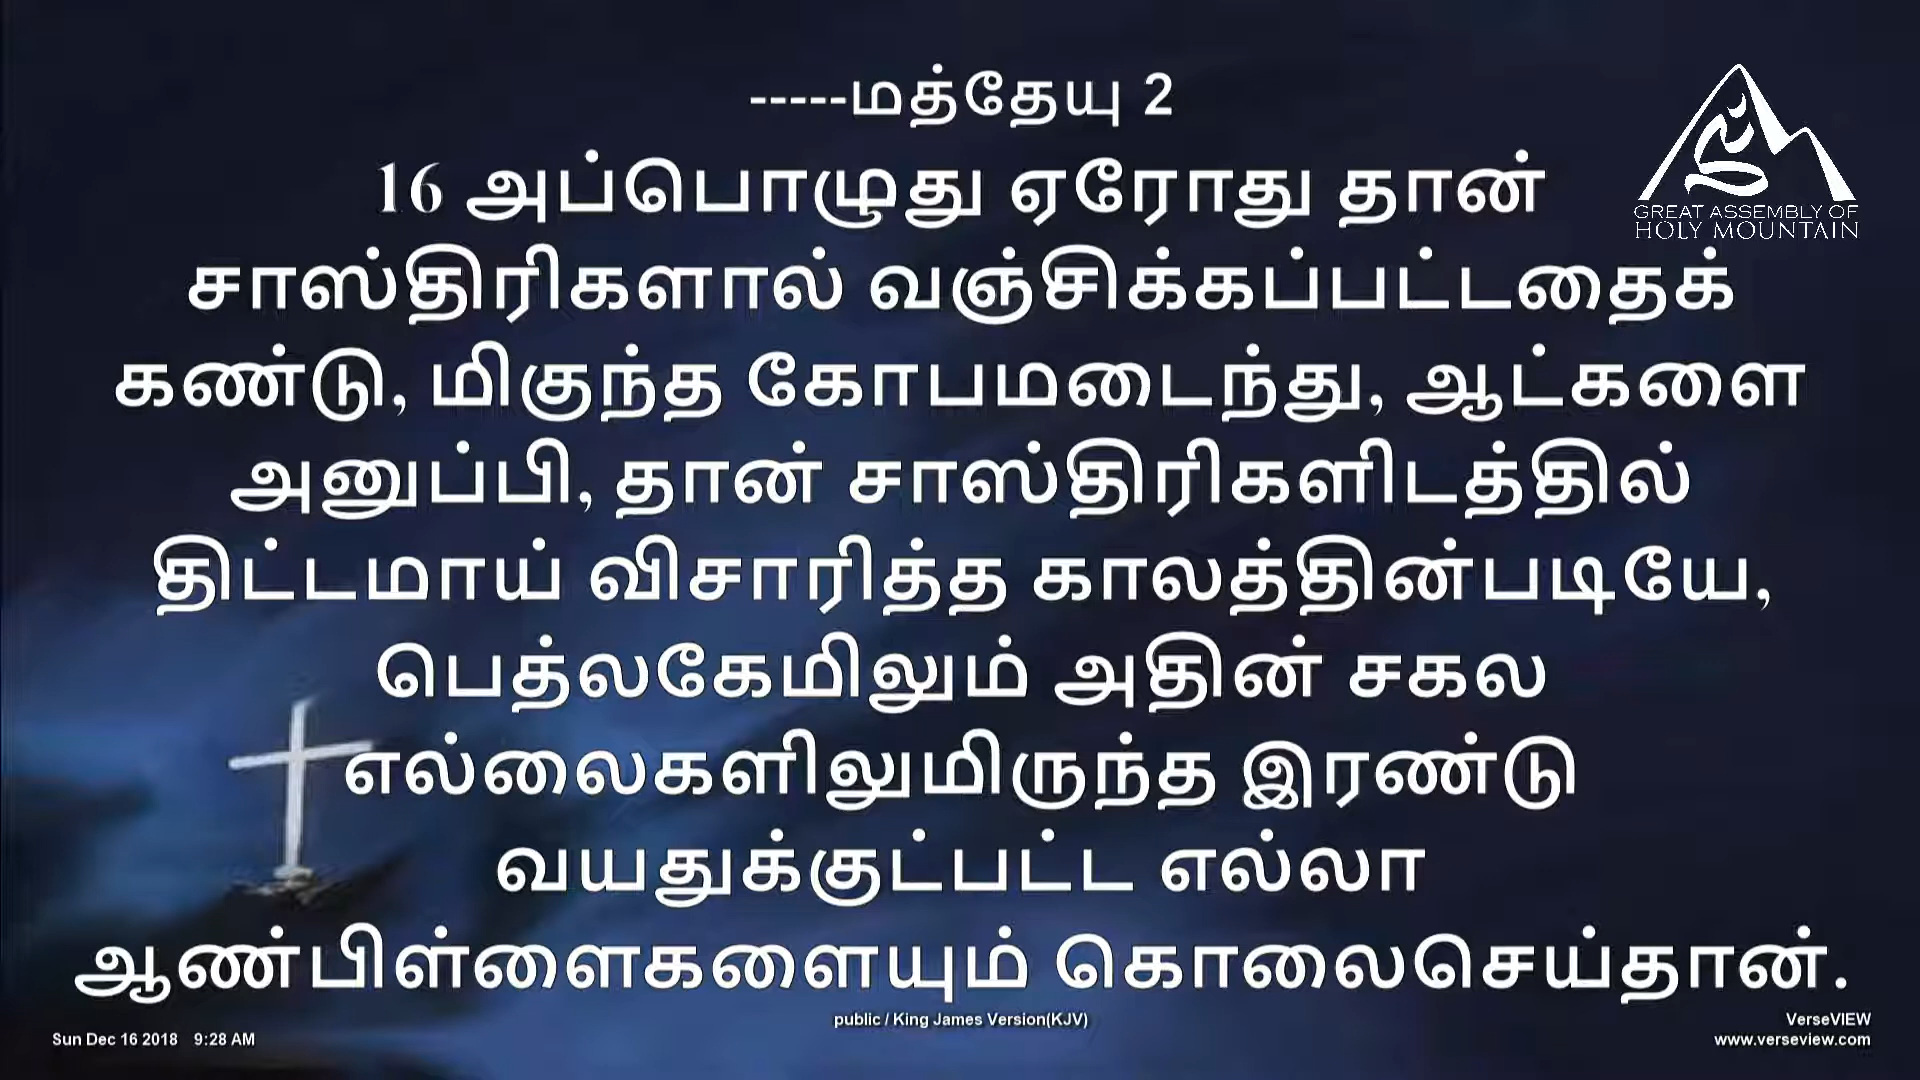 -----மத்தேயு 2
16 அப்பொழுது ஏரோது தான்
சாஸ்திரிகளால் வஞ்சிக்கப்பட்டதைக்
கண்டு, மிகுந்த கோபமடைந்து, ஆட்களை
அனுப்பி, தான் சாஸ்திரிகளிடத்தில்
திட்டமாய் விசாரித்த காலத்தின்படியே,
பெத்லகேமிலும் அதின் சகல
எல்லைகளிலுமிருந்த இரண்டு
வயதுக்குட்பட்ட எல்லா
ஆண்பிள்ளைகளையும் கொலைசெய்தான்.
GREAT ASSEMBLY OF
HOLY MOUNTAIN
public / King James Version(KJV)
Sun Dec 16 2018 9:28 AM
VerseVIEW
www.verseview.com